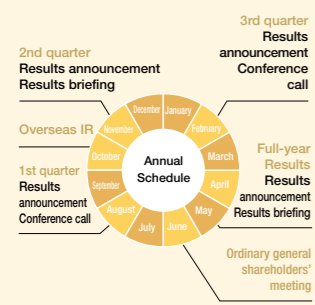 3rd quarter
Results
announcement
Conference
call
2nd quarter
Results announcement
Results briefing
Overseas IR
1st quarter
Results
announcement
Conference call
Annual
Schedule
January
February
March
April
May
June
July
August
September
October
November
December
Full-year
Results
Results
announcement
Results briefing
Ordinary general
shareholders'
meeting